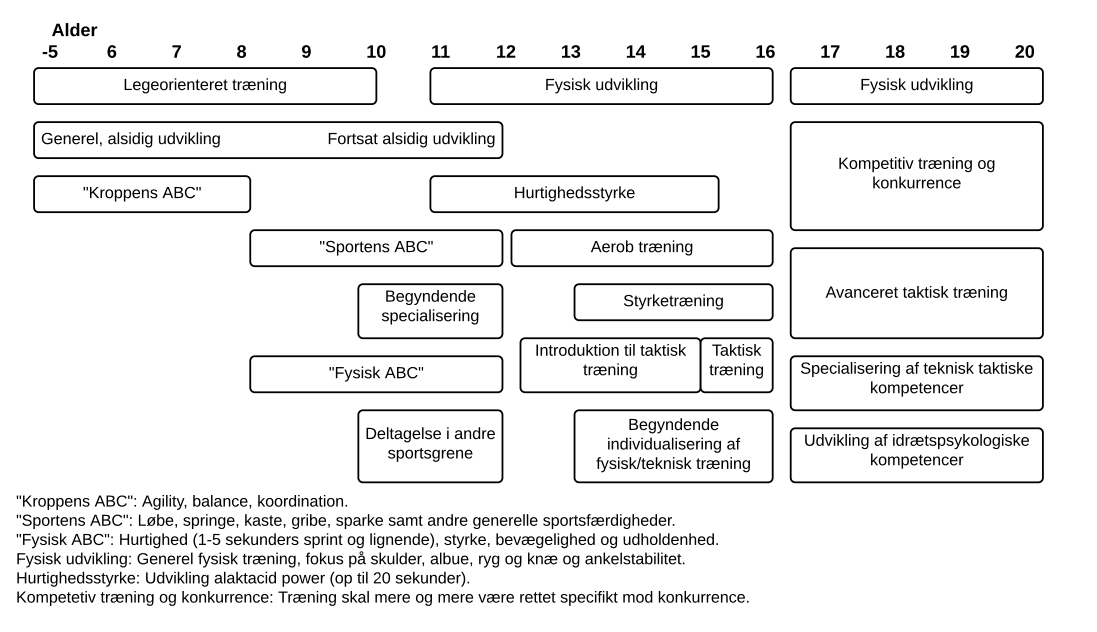 Alder
-5 6 7 8 9 10 11 12 13 14 15 16 17 18 19 20
Legeorienteret træning
Fysisk udvikling
Fysisk udvikling
Generel, alsidig udvikling
Fortsat alsidig udvikling
Kompetitiv træning og
konkurrence
"Kroppens ABC"
Hurtighedsstyrke
"Sportens ABC"
Aerob træning
Avanceret taktisk træning
Begyndende
specialisering
Styrketræning
Introduktion til taktisk
træning
Taktisk
træning
"Fysisk ABC"
Specialisering af teknisk taktiske
kompetencer
Deltagelse i andre
sportsgrene
Begyndende
individualisering af
fysisk/teknisk træning
Udvikling af idrætspsykologiske
kompetencer
"Kroppens ABC": Agility, balance, koordination.
"Sportens ABC": Løbe, springe, kaste, gribe, sparke samt andre generelle sportsfærdigheder.
"Fysisk ABC": Hurtighed (1-5 sekunders sprint og lignende), styrke, bevægelighed og udholdenhed.
Fysisk udvikling: Generel fysisk træning, fokus på skulder, albue, ryg og knæ og ankelstabilitet.
Hurtighedsstyrke: Udvikling alaktacid power (op til 20 sekunder).
Kompetetiv træning og konkurrence: Træning skal mere og mere være rettet specifikt mod konkurrence.